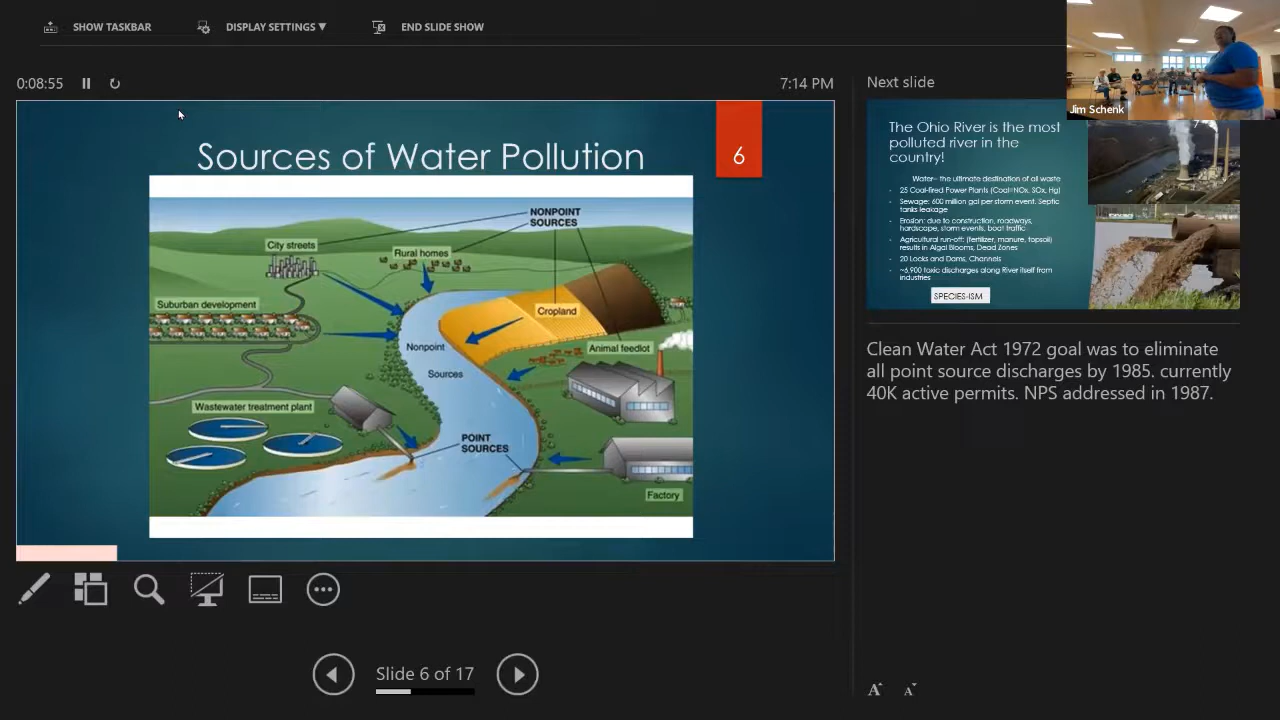 SHOW TASKBAR
DISPLAY SETTINGS ▼
END SLIDE SHOW
0:08:55
7:14 PM
Sources of Water Pollution
6
NONPOINT
SOURCES
City streets
Rural homes
Suburban development
Cropland
Nonpoint
Animal feedlot
Sources
Wastewater treatment plant
POINT
SOURCES
Factory
Slide 6 of 17
Next slide
Jim Schenk
The Ohio River is the most
polluted river in the
country!
7
Water– the ultimate destination of all waste
- 25 Coal-fired Power Plants (Coal=NOx, SOx, Hg)
- Sewage: 600 million gal per storm event. Septic
tanks leakage
- Erosion: due to construction, roadways,
hardscape, storm events, boat traffic
- Agricultural run-off: (fertilizer, manure, topsoil)
results in Algal Blooms, Dead Zones
- 20 Locks and Dams, Channels
- ~6,900 toxic discharges along River itself from
industries
SPECIES-ISM
Clean Water Act 1972 goal was to eliminate
all point source discharges by 1985. currently
40K active permits. NPS addressed in 1987.
A A